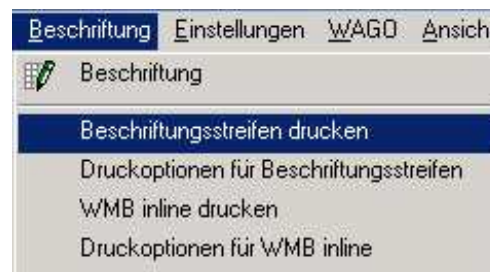 Beschriftung Einstellungen WAGO Ansich
Beschriftung
Beschriftungsstreifen drucken
Druckoptionen für Beschriftungsstreifen
WMB inline drucken
Druckoptionen für WMB inline